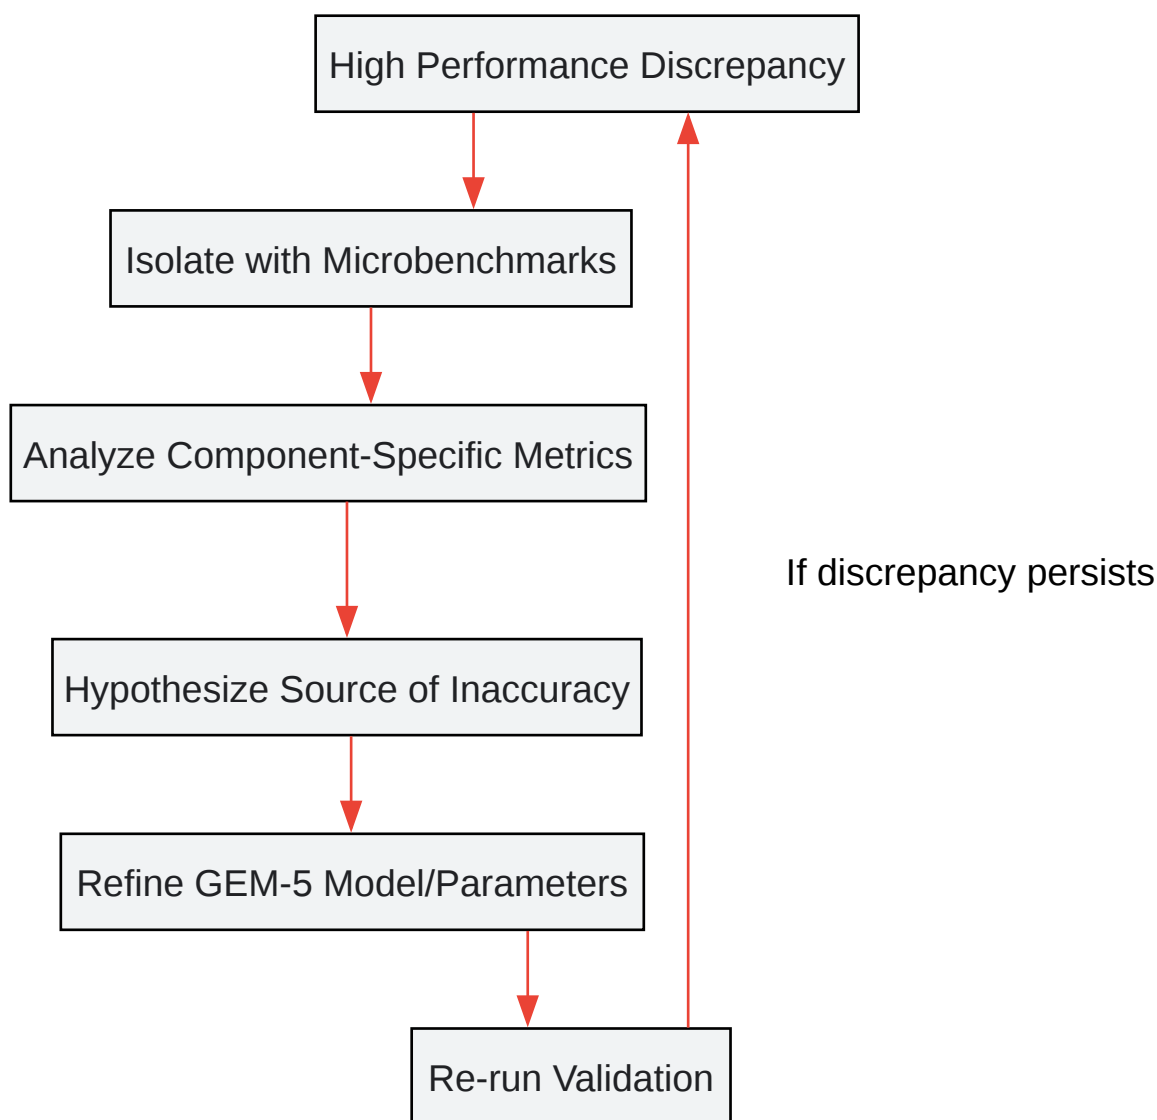 High Performance Discrepancy
Isolate with Microbenchmarks
Analyze Component-Specific Metrics
If discrepancy persists
Hypothesize Source of Inaccuracy
Refine GEM-5 Model/Parameters
Re-run Validation